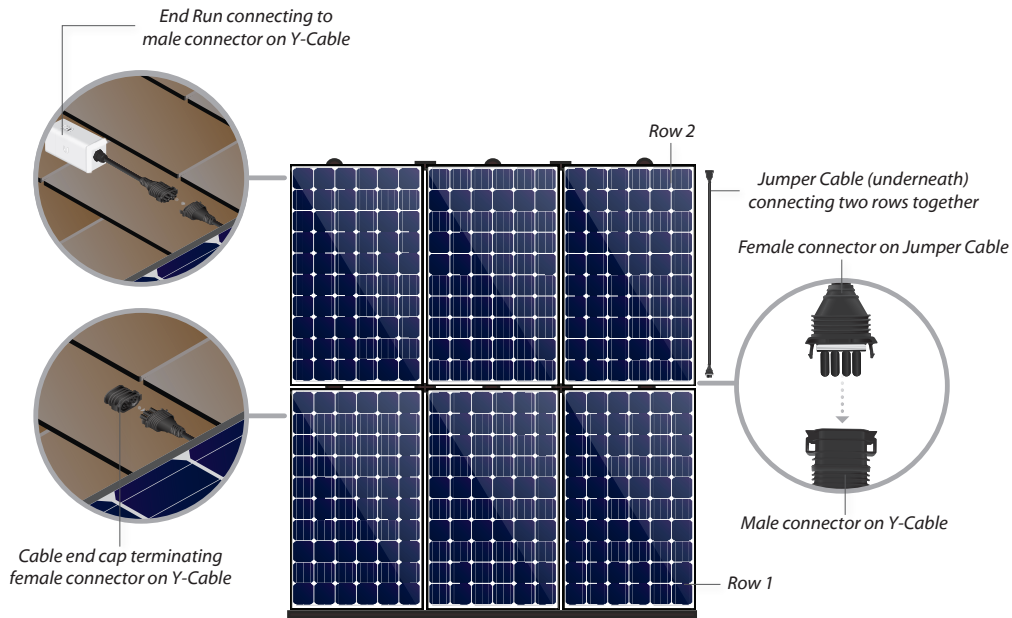 End Run connecting to
male connector on Y-Cable
Row 2
Jumper Cable (underneath)
connecting two rows together
Female connector on Jumper Cable
Male connector on Y-Cable
Cable end cap terminating
female connector on Y-Cable
Row 1